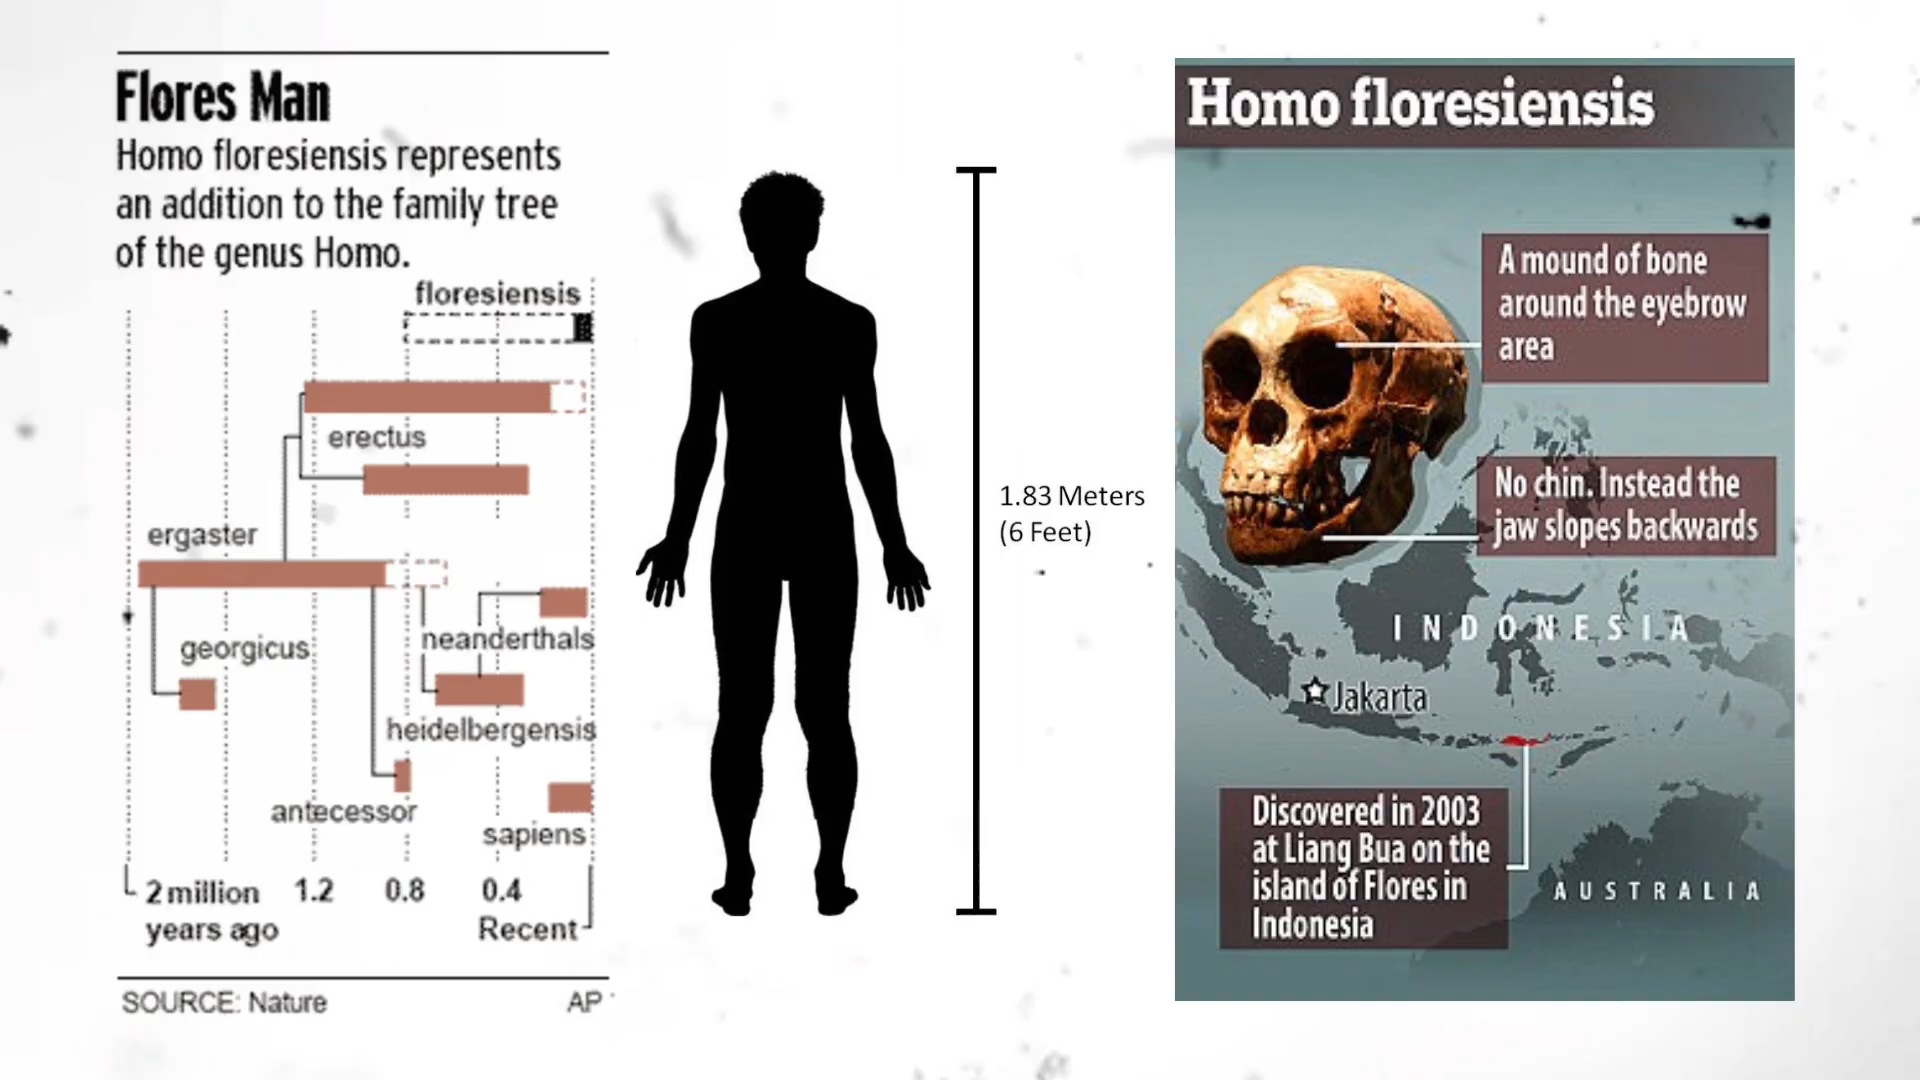 Flores Man
Homo floresiensis represents
an addition to the family tree
of the genus Homo.
floresiensis
erectus
ergaster
georgicus
neanderthals
heidelbergensis
antecessor
sapiens
2 million
years ago
1.2
0.8
0.4
Recent
SOURCE: Nature
AP
1.83 Meters
(6 Feet)
Homo floresiensis
A mound of bone
around the eyebrow
area
No chin. Instead the
jaw slopes backwards
INDONESIA
Jakarta
Discovered in 2003
at Liang Bua on the
island of Flores in
Indonesia
AUSTRALIA